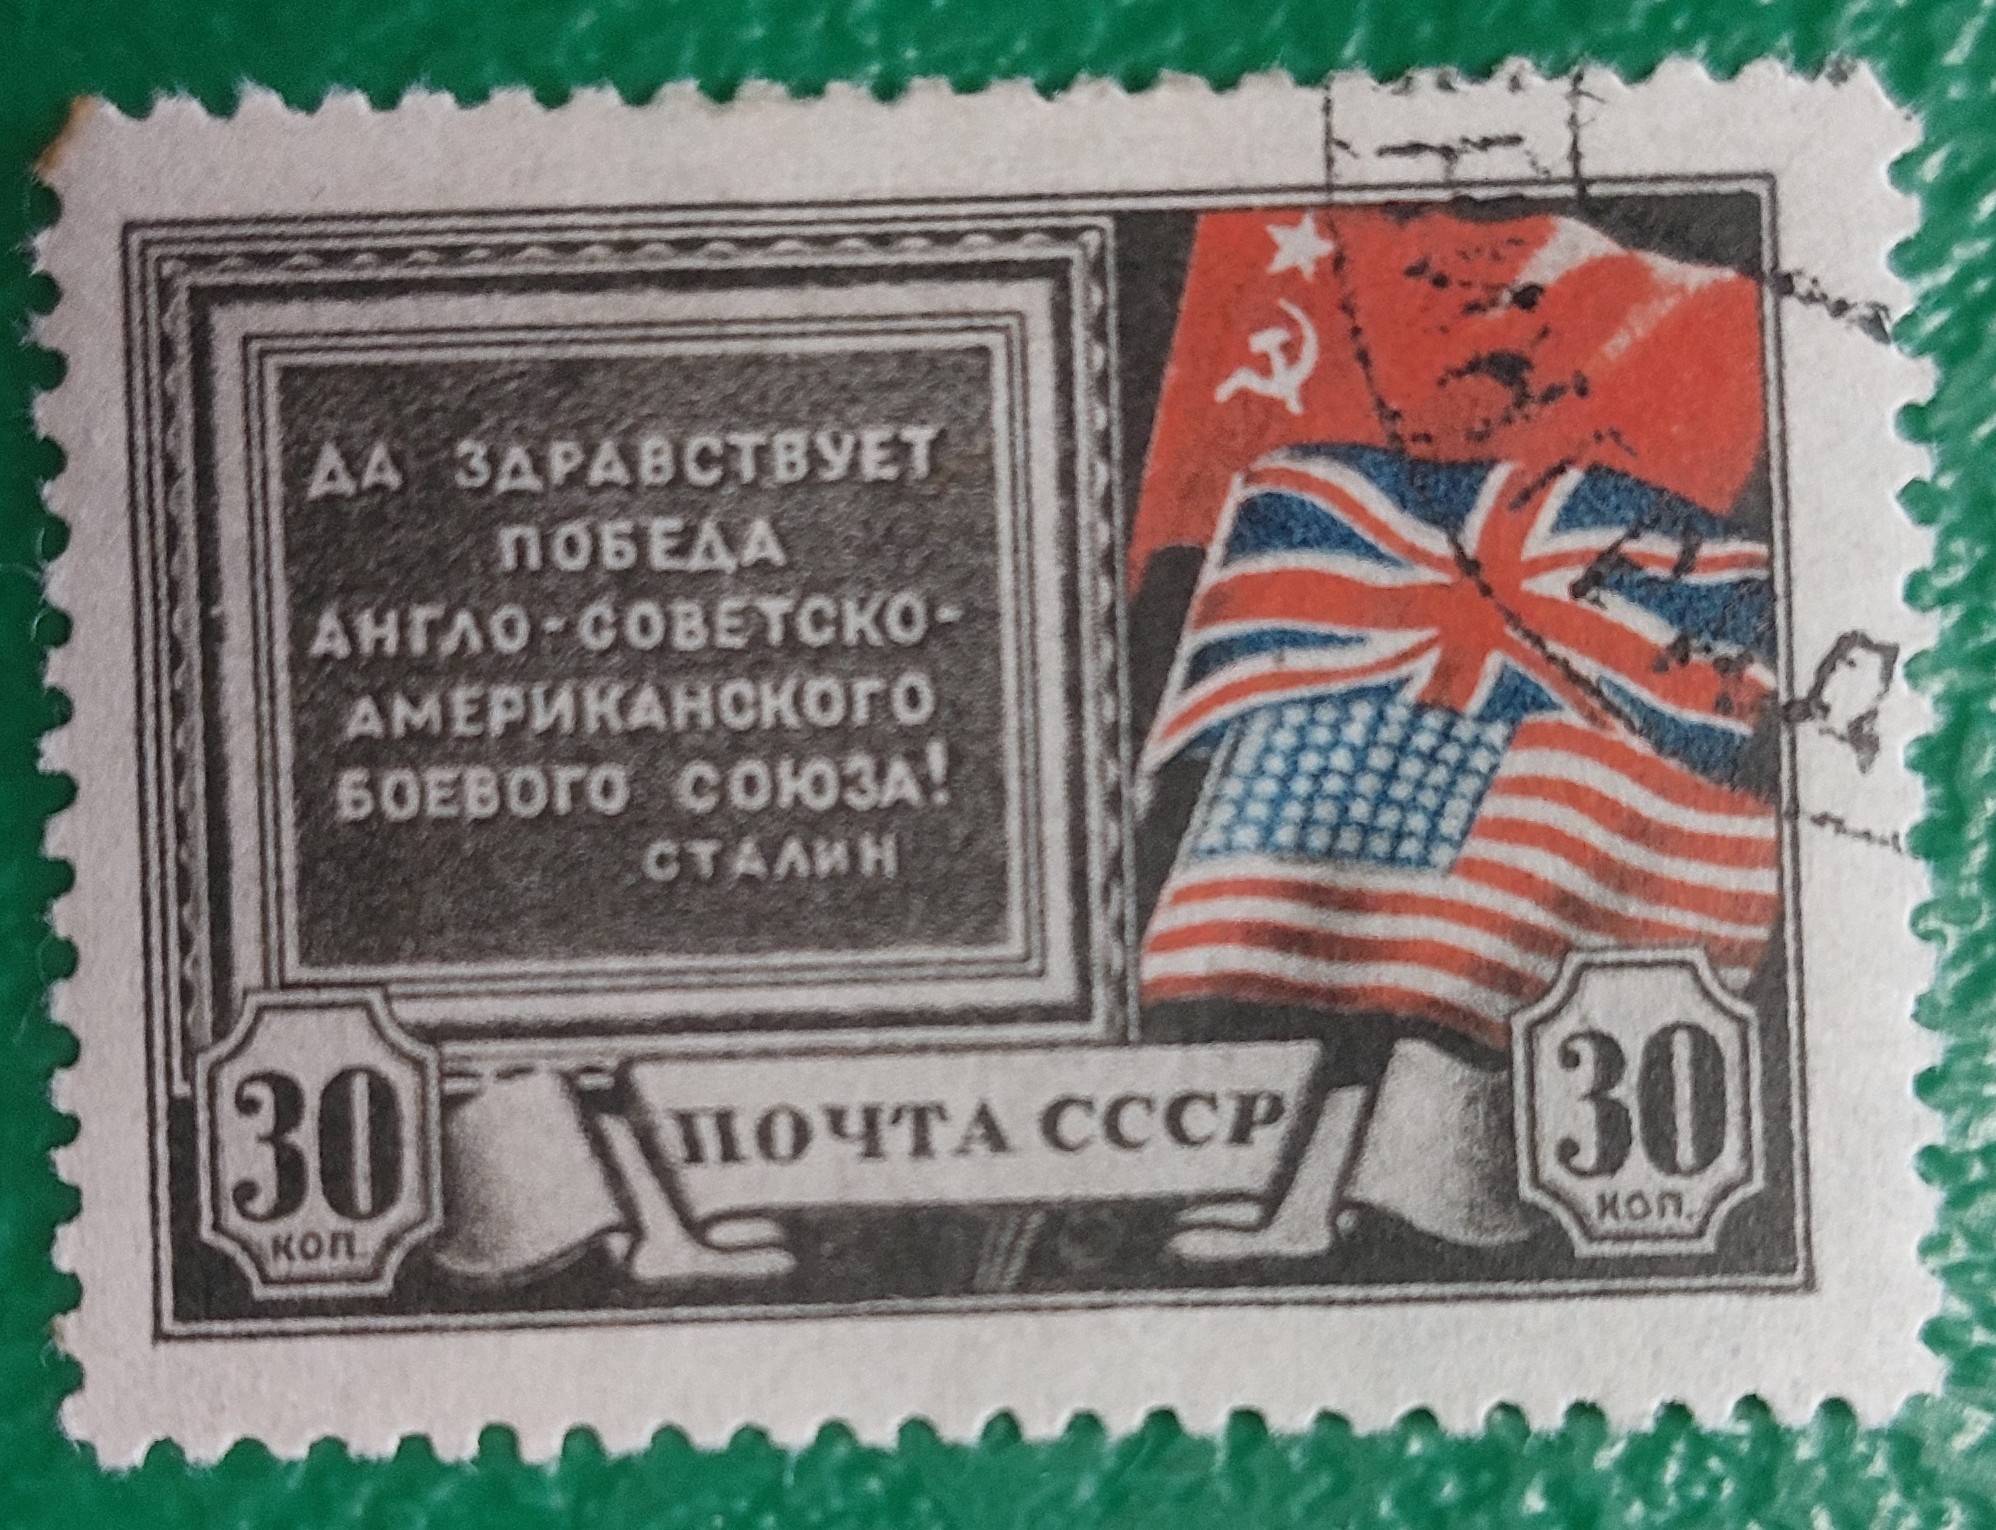 ДА ЗДРАВСТВУЕТ
ПОБЕДА
АНГЛО-СОВЕТСКО-
АМЕРИКАНСКОГО
БОЕВОГО СОЮЗА!
СТАЛИН
30
КОП.
ПОЧТА СССР
30
КОП.